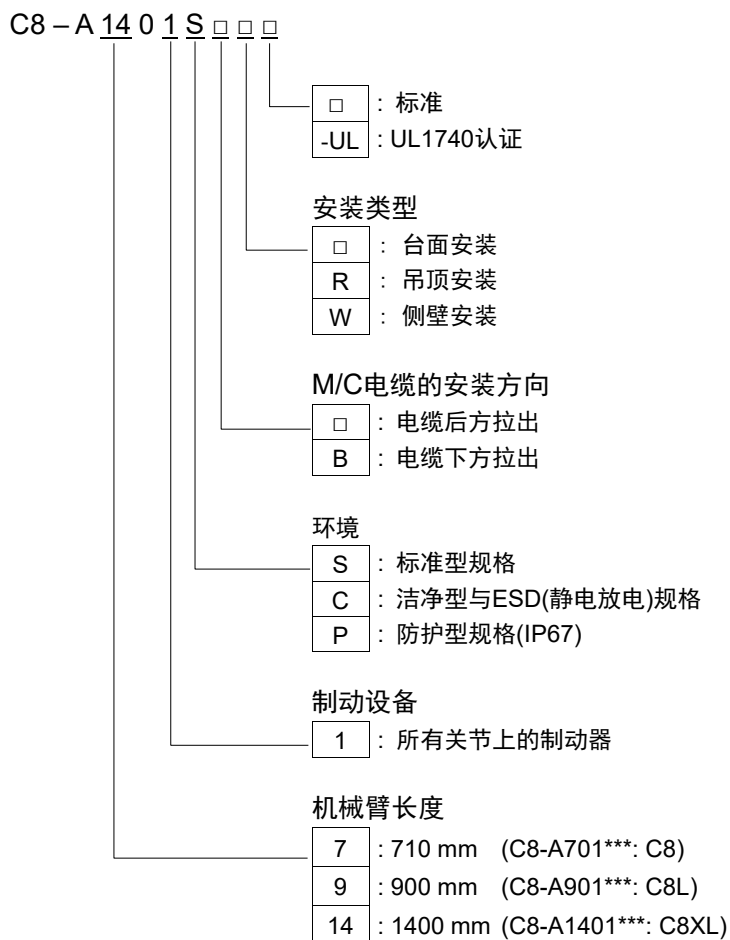 C8 – A 14 0 1 S □ □ □
□ : 标准
-UL : UL1740认证
安装类型
□ : 台面安装
R : 吊顶安装
W : 侧壁安装
M/C电缆的安装方向
□ : 电缆后方拉出
B : 电缆下方拉出
环境
S : 标准型规格
C : 洁净型与ESD(静电放电)规格
P : 防护型规格(IP67)
制动设备
1 : 所有关节上的制动器
机械臂长度
7 : 710 mm (C8-A701***: C8)
9 : 900 mm (C8-A901***: C8L)
14 : 1400 mm (C8-A1401***: C8XL)